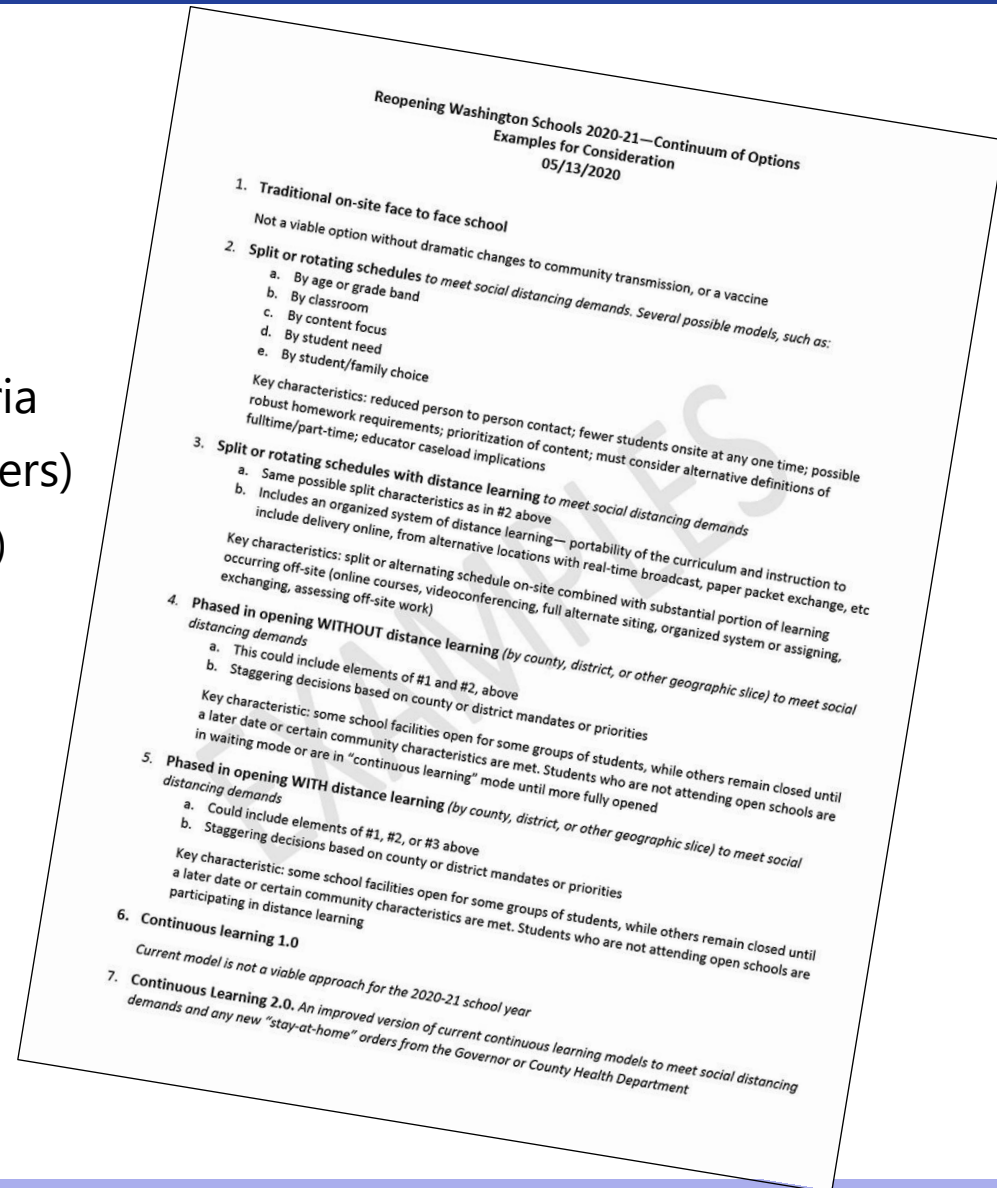 ria
ers)
)
Reopening Washington Schools 2020-21—Continuum of Options
Examples for Consideration
05/13/2020
1. Traditional on-site face to face school
Not a viable option without dramatic changes to community transmission, or a vaccine
2. Split or rotating schedules to meet social distancing demands. Several possible models, such as:
a. By age or grade band
b. By classroom
c. By content focus
d. By student need
e. By student/family choice
Key characteristics: reduced person to person contact; fewer students onsite at any one time; possible
robust homework requirements; prioritization of content; must consider alternative definitions of
fulltime/part-time; educator caseload implications
3. Split or rotating schedules with distance learning to meet social distancing demands
a. Same possible split characteristics as in #2 above
b. Includes an organized system of distance learning— portability of the curriculum and instruction to
include delivery online, from alternative locations with real-time broadcast, paper packet exchange, etc
Key characteristics: split or alternating schedule on-site combined with substantial portion of learning
occurring off-site (online courses, videoconferencing, full alternate siting, organized system or assigning,
exchanging, assessing off-site work)
4. Phased in opening WITHOUT distance learning (by county, district, or other geographic slice) to meet social
distancing demands
a. This could include elements of #1 and #2, above
b. Staggering decisions based on county or district mandates or priorities
Key characteristic: some school facilities open for some groups of students, while others remain closed until
a later date or certain community characteristics are met. Students who are not attending open schools are
in waiting mode or are in “continuous learning” mode until more fully opened
5. Phased in opening WITH distance learning (by county, district, or other geographic slice) to meet social
distancing demands
a. Could include elements of #1, #2, or #3 above
b. Staggering decisions based on county or district mandates or priorities
Key characteristic: some school facilities open for some groups of students, while others remain closed until
a later date or certain community characteristics are met. Students who are not attending open schools are
participating in distance learning
6. Continuous learning 1.0
Current model is not a viable approach for the 2020-21 school year
7. Continuous Learning 2.0. An improved version of current continuous learning models to meet social distancing
demands and any new “stay-at-home” orders from the Governor or County Health Department
EXAMPLES